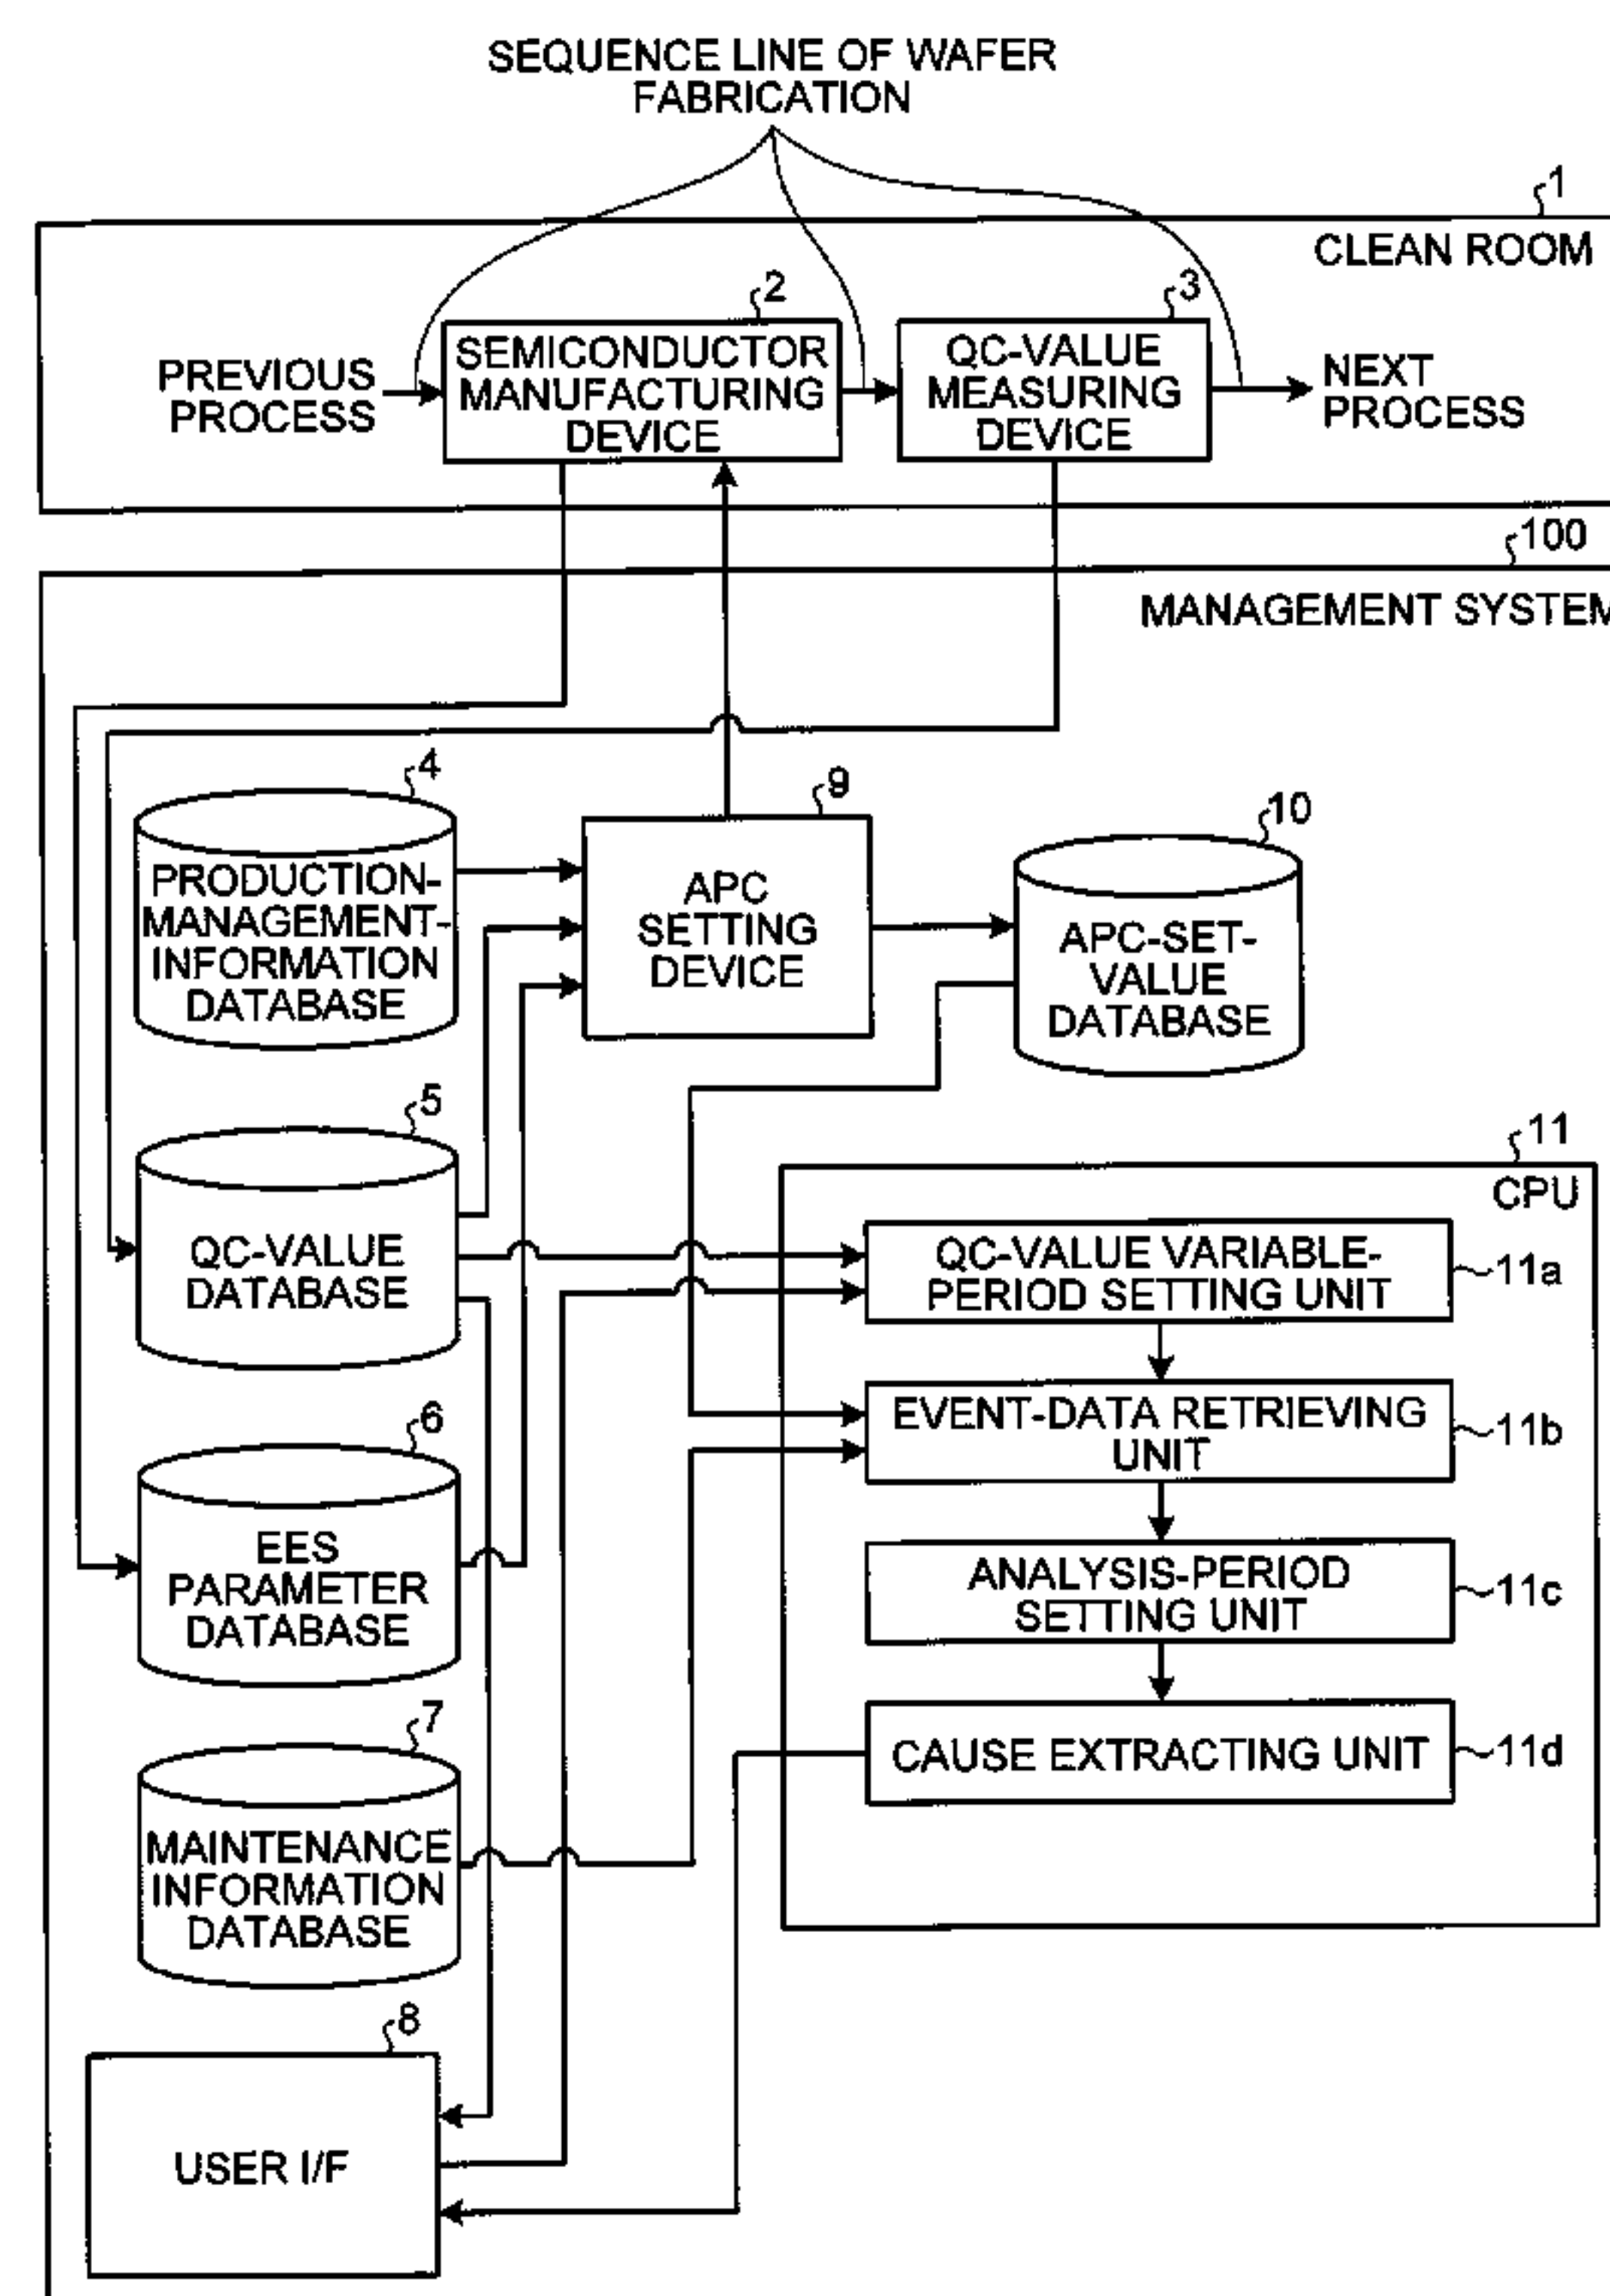 SEQUENCE LINE OF WAFER
FABRICATION
1
CLEAN ROOM
2
3
PREVIOUS
PROCESS
SEMICONDUCTOR
MANUFACTURING
DEVICE
QC-VALUE
MEASURING
DEVICE
NEXT
PROCESS
100
MANAGEMENT SYSTEM
4
PRODUCTION-
MANAGEMENT-
INFORMATION
DATABASE
9
APC
SETTING
DEVICE
10
APC-SET-
VALUE
DATABASE
5
QC-VALUE
DATABASE
11
CPU
QC-VALUE VARIABLE-
PERIOD SETTING UNIT
11a
EVENT-DATA RETRIEVING
UNIT
11b
6
EES
PARAMETER
DATABASE
ANALYSIS-PERIOD
SETTING UNIT
11c
7
MAINTENANCE
INFORMATION
DATABASE
CAUSE EXTRACTING UNIT
11d
8
USER I/F